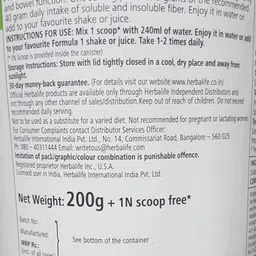 and bowel function.
the recommended
40 gram daily intake of soluble and insoluble fiber. Enjoy it in water or
add to your favourite shake or juice.
INSTRUCTIONS FOR USE: Mix 1 scoop* with 240ml of water. Enjoy it in water or add
to your favourite Formula 1 shake or juice. Take 1-2 times daily.
(* 1N Scoop is provided inside the canister)
Storage Instructions: Store with lid tightly closed in a cool, dry place and away from
sunlight.
30-day money-back guarantee. (For details visit our website www.herbalife.co.in)
Official Herbalife products are available only through Herbalife Independent Distributors and
not through any other channel of sales/distribution. Keep out of reach of children. Do not exceed
recommended daily serving.
Not to be used as a substitute for a varied diet. Not recommended for pregnant or lactating women.
For Consumer Complaints contact Distributor Services Officer:
Herbalife International India Pvt. Ltd., No. 14, Commissariat Road, Bangalore – 560 025
Ph: 080 - 40311444 Email: writetous@herbalife.com
Imitation of pack/graphic/colour combination is punishable offence.
Registered proprietor Herbalife Inc., U.S.A.
Licensed user in India, Herbalife International India Pvt. Ltd.
Net Weight: 200g + 1N scoop free*
Batch No:
Manufactured:
MRP Rs.:
(incl. of all taxes)
See bottom of the container